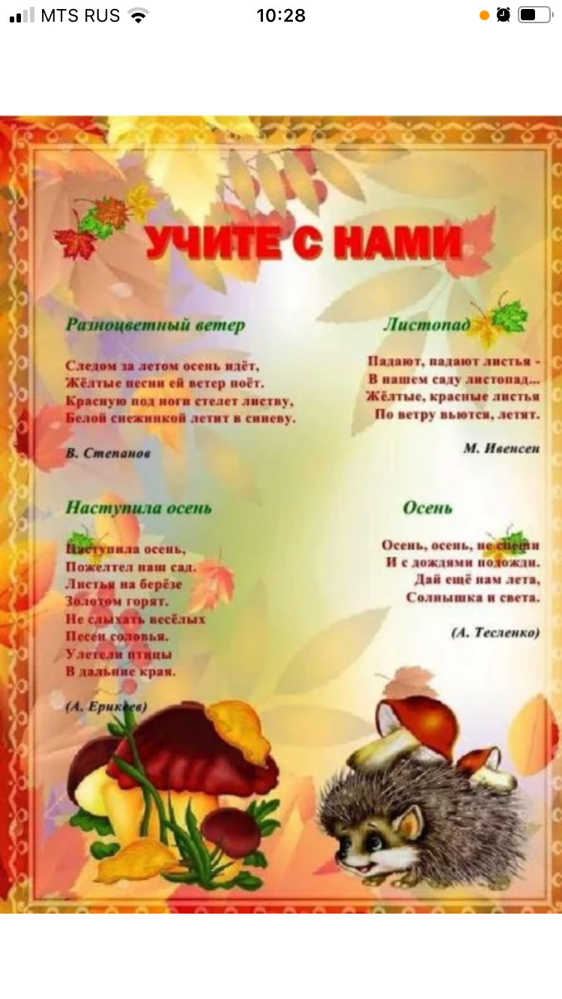 MTS RUS
10:28
УЧИТЕ С НАМИ
Разноцветный ветер
Следом за летом осень идёт,
Жёлтые песни ей ветер поёт.
Красную под ноги стелет листву,
Белой снежинкой летит в синеву.
В. Степанов
Листопад
Падают, падают листья -
В нашем саду листопад...
Жёлтые, красные листья
По ветру вьются, летят.
М. Ивенсен
Наступила осень
Наступила осень,
Пожелтел наш сад.
Листья на берёзе
Золотом горят.
Не слыхать весёлых
Песен соловья.
Улетели птицы
В дальние края.
(А. Ерикеев)
Осень
Осень, осень, не спеши
И с дождями подожди.
Дай ещё нам лета,
Солнышка и света.
(А. Тесленко)